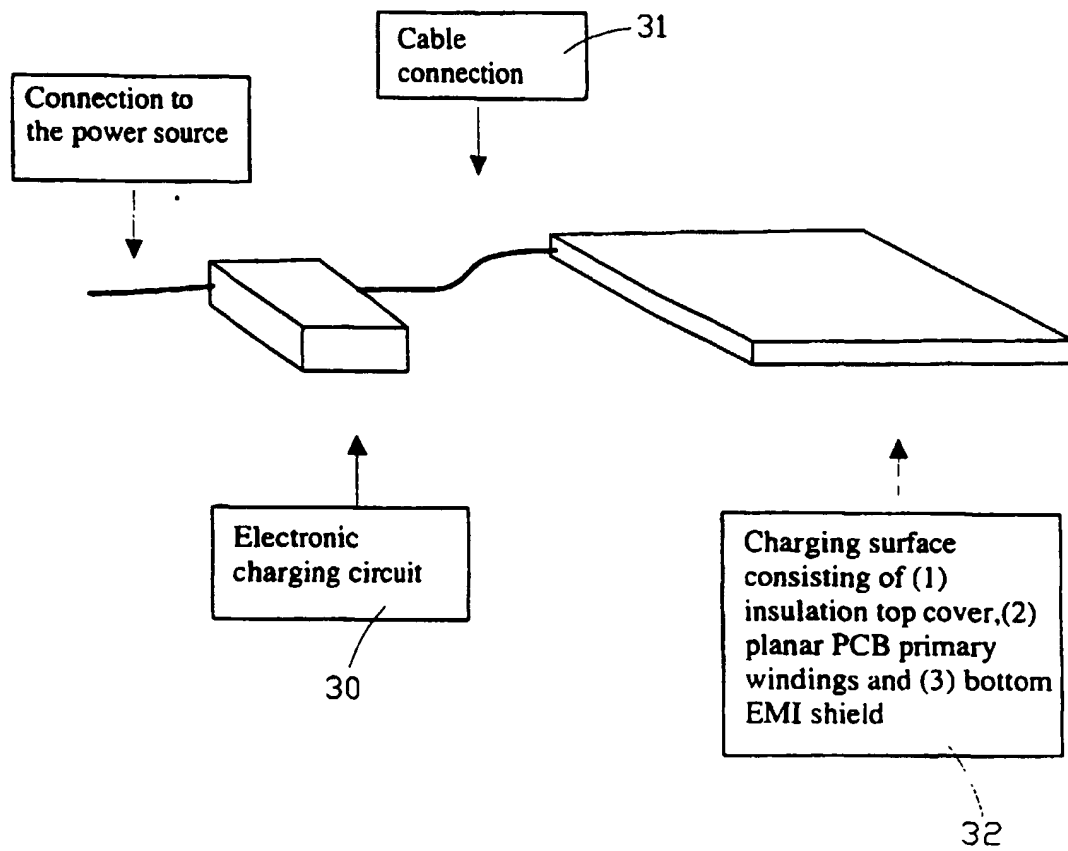 Cable
connection
31
Connection to
the power source
Electronic
charging circuit
30
Charging surface
consisting of (1)
insulation top cover,(2)
planar PCB primary
windings and (3) bottom
EMI shield
32